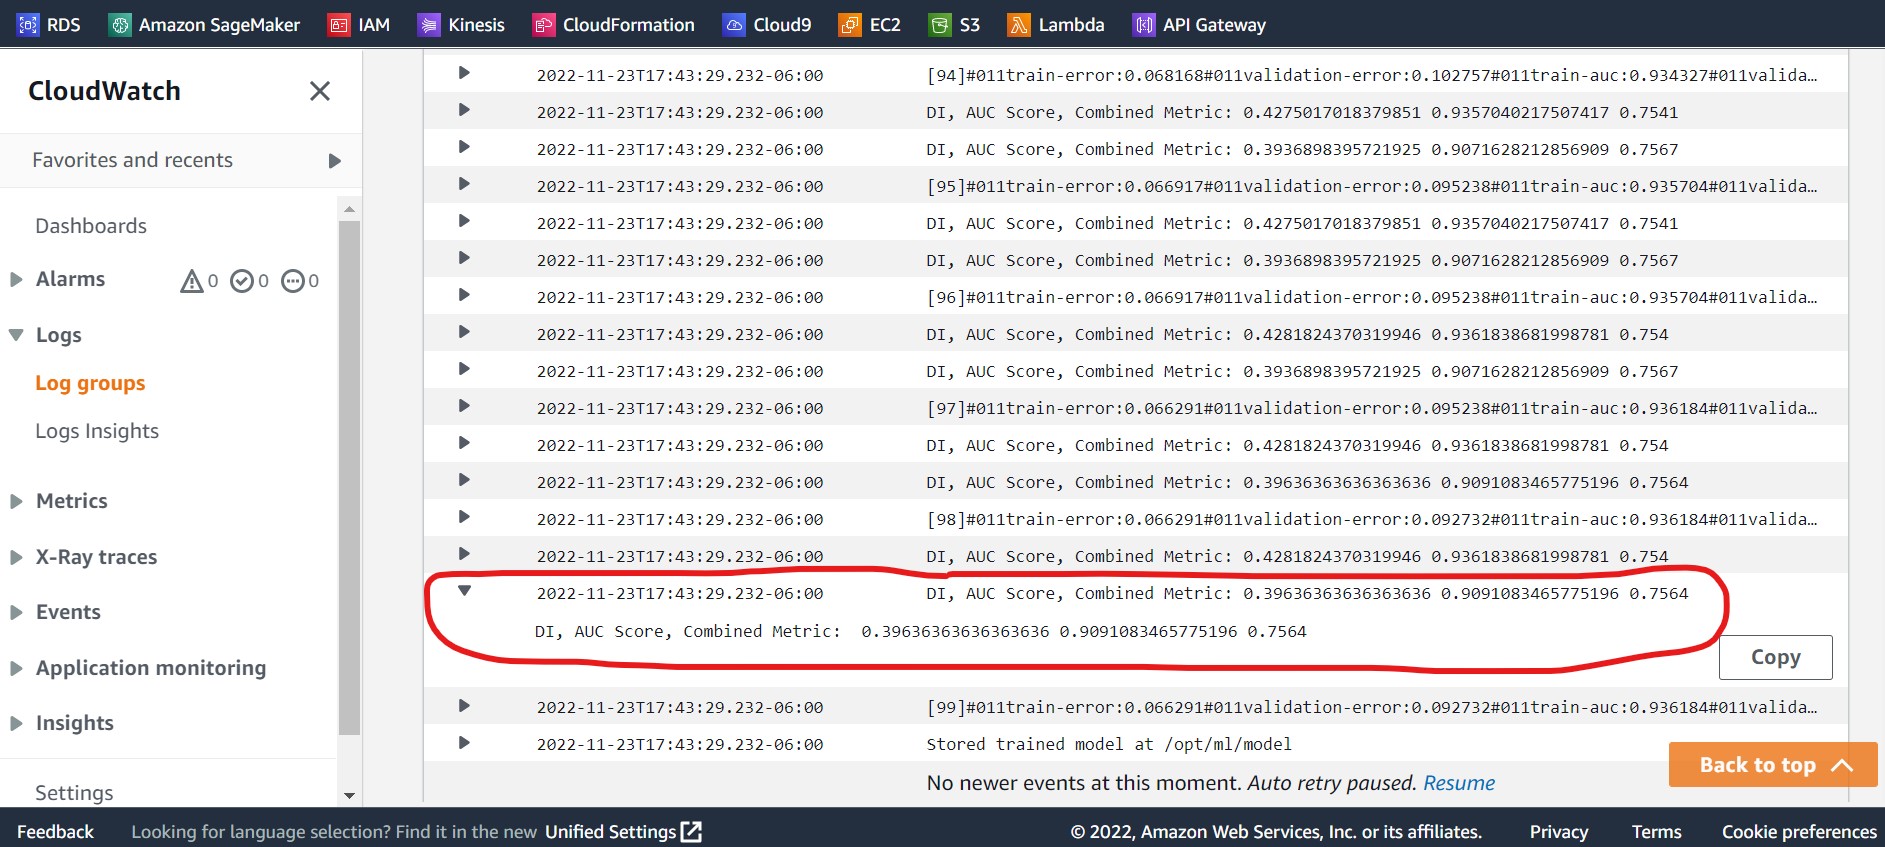 RDS Amazon SageMaker IAM Kinesis CloudFormation Cloud9 EC2 S3 Lambda API Gateway
CloudWatch
Favorites and recents
Dashboards
Alarms 0 0 0
Logs
Log groups
Logs Insights
Metrics
X-Ray traces
Events
Application monitoring
Insights
Settings
2022-11-23T17:43:29.232-06:00 [94]#011train-error:0.068168#011validation-error:0.102757#011train-auc:0.934327#011valida…
2022-11-23T17:43:29.232-06:00 DI, AUC Score, Combined Metric: 0.4275017018379851 0.9357040217507417 0.7541
2022-11-23T17:43:29.232-06:00 DI, AUC Score, Combined Metric: 0.3936898395721925 0.9071628212856909 0.7567
2022-11-23T17:43:29.232-06:00 [95]#011train-error:0.066917#011validation-error:0.095238#011train-auc:0.935704#011valida…
2022-11-23T17:43:29.232-06:00 DI, AUC Score, Combined Metric: 0.4275017018379851 0.9357040217507417 0.7541
2022-11-23T17:43:29.232-06:00 DI, AUC Score, Combined Metric: 0.3936898395721925 0.9071628212856909 0.7567
2022-11-23T17:43:29.232-06:00 [96]#011train-error:0.066917#011validation-error:0.095238#011train-auc:0.935704#011valida…
2022-11-23T17:43:29.232-06:00 DI, AUC Score, Combined Metric: 0.4281824370319946 0.9361838681998781 0.754
2022-11-23T17:43:29.232-06:00 DI, AUC Score, Combined Metric: 0.3936898395721925 0.9071628212856909 0.7567
2022-11-23T17:43:29.232-06:00 [97]#011train-error:0.066291#011validation-error:0.095238#011train-auc:0.936184#011valida…
2022-11-23T17:43:29.232-06:00 DI, AUC Score, Combined Metric: 0.4281824370319946 0.9361838681998781 0.754
2022-11-23T17:43:29.232-06:00 DI, AUC Score, Combined Metric: 0.39636363636363636 0.9091083465775196 0.7564
2022-11-23T17:43:29.232-06:00 [98]#011train-error:0.066291#011validation-error:0.092732#011train-auc:0.936184#011valida…
2022-11-23T17:43:29.232-06:00 DI, AUC Score, Combined Metric: 0.4281824370319946 0.9361838681998781 0.754
2022-11-23T17:43:29.232-06:00 DI, AUC Score, Combined Metric: 0.39636363636363636 0.9091083465775196 0.7564
DI, AUC Score, Combined Metric: 0.39636363636363636 0.9091083465775196 0.7564
Copy
2022-11-23T17:43:29.232-06:00 [99]#011train-error:0.066291#011validation-error:0.092732#011train-auc:0.936184#011valida…
2022-11-23T17:43:29.232-06:00 Stored trained model at /opt/ml/model
No newer events at this moment. Auto retry paused. Resume
Back to top
Feedback Looking for language selection? Find it in the new Unified Settings © 2022, Amazon Web Services, Inc. or its affiliates. Privacy Terms Cookie preferences